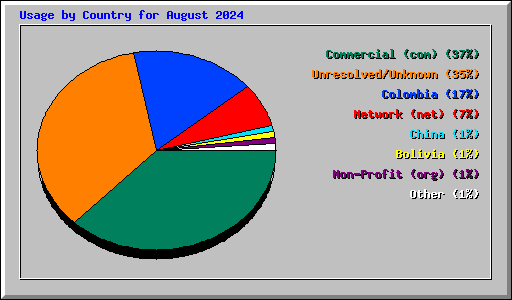 Usage by Country for August 2024
Commercial (com) (37%)
Unresolved/Unknown (35%)
Colombia (17%)
Network (net) (7%)
China (1%)
Bolivia (1%)
Non-Profit (org) (1%)
Other (1%)